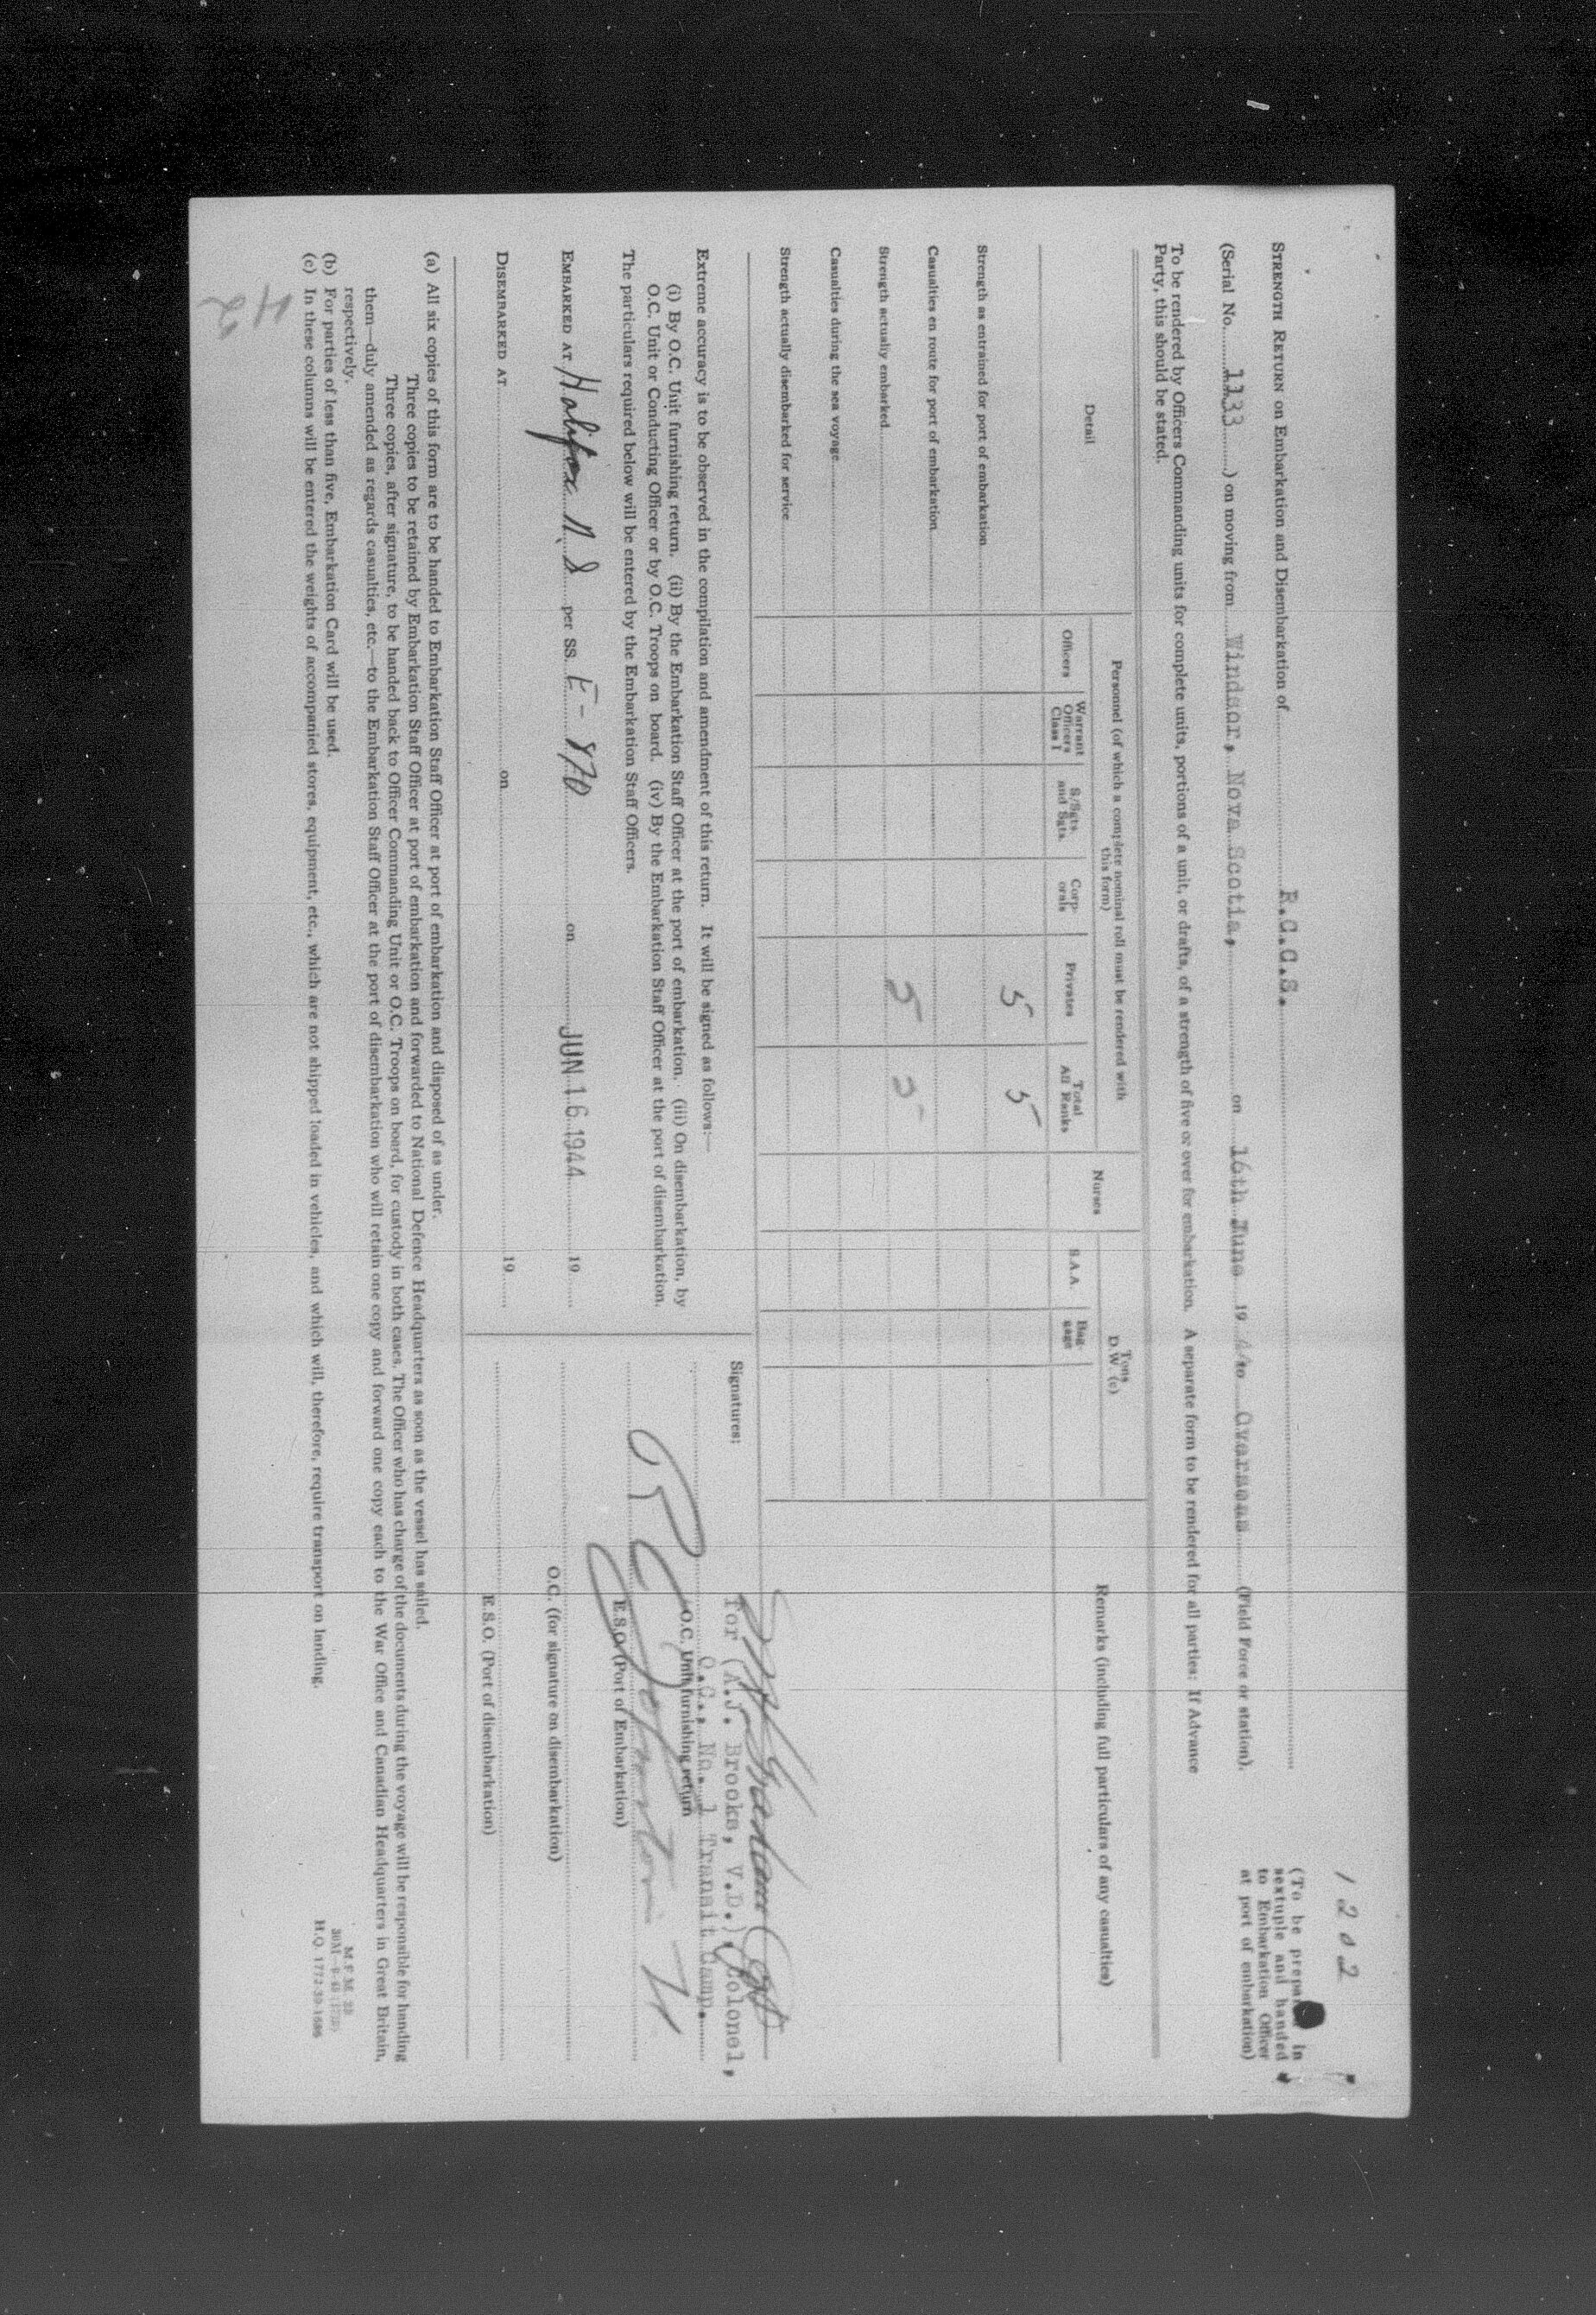 1202
(To be prepared in
sextuple and handed
to Embarkation Officer
at port of embarkation)
STRENGTH RETURN on Embarkation and Disembarkation of R.C.C.S.
(Serial No. 1133) on moving from Windsor, Nova Scotia, on 16th June 19 to Overseas (Field Force or station).
To be rendered by Officers Commanding units for complete units, portions of a unit, or drafts, of a strength of five or over for embarkation. A separate form to be rendered for all parties: If Advance
Party, this should be stated.
Detail
Personnel (of which a complete nominal roll must be rendered with
this form)
Officers
Warrant
Officers
Class I
S/Sgts.
and Sgts.
Corp-
orals
Privates
Total
All Ranks
Nurses
Tons
D.W. (c)
S.A.A.
Bag-
gage
Remarks (including full particulars of any casualties)
Strength as entrained for port of embarkation 5 5
Casualties en route for port of embarkation
Strength actually embarked 5 5
Casualties during the sea voyage
Strength actually disembarked for service
Extreme accuracy is to be observed in the compilation and amendment of this return. It will be signed as follows:—
(i) By O.C. Unit furnishing return. (ii) By the Embarkation Staff Officer at the port of embarkation. (iii) On disembarkation, by
O.C. Unit or Conducting Officer or by O.C. Troops on board. (iv) By the Embarkation Staff Officer at the port of disembarkation.
The particulars required below will be entered by the Embarkation Staff Officers.
EMBARKED AT Halifax N.S. per SS. E-870 on JUN 16 1944 19
DISEMBARKED AT on 19
Signatures:
for (A.J. Brooks, V.D.), Colonel,
O.C., No. 1 Transit Camp.
O.C. Unit furnishing return
E.S.O. (Port of Embarkation)
O.C. (for signature on disembarkation)
E.S.O. (Port of disembarkation)
(a) All six copies of this form are to be handed to Embarkation Staff Officer at port of embarkation and disposed of as under.
Three copies to be retained by Embarkation Staff Officer at port of embarkation and forwarded to National Defence Headquarters as soon as the vessel has sailed.
Three copies, after signature, to be handed back to Officer Commanding Unit or O.C. Troops on board, for custody in both cases. The Officer who has charge of the documents during the voyage will be responsible for handing
them—duly amended as regards casualties, etc.—to the Embarkation Staff Officer at the port of disembarkation who will retain one copy and forward one copy each to the War Office and Canadian Headquarters in Great Britain,
respectively.
(b) For parties of less than five, Embarkation Card will be used.
(c) In these columns will be entered the weights of accompanied stores, equipment, etc., which are not shipped loaded in vehicles, and which will, therefore, require transport on landing.
M.F.M. 22
H.Q. 1772-39-1686
42